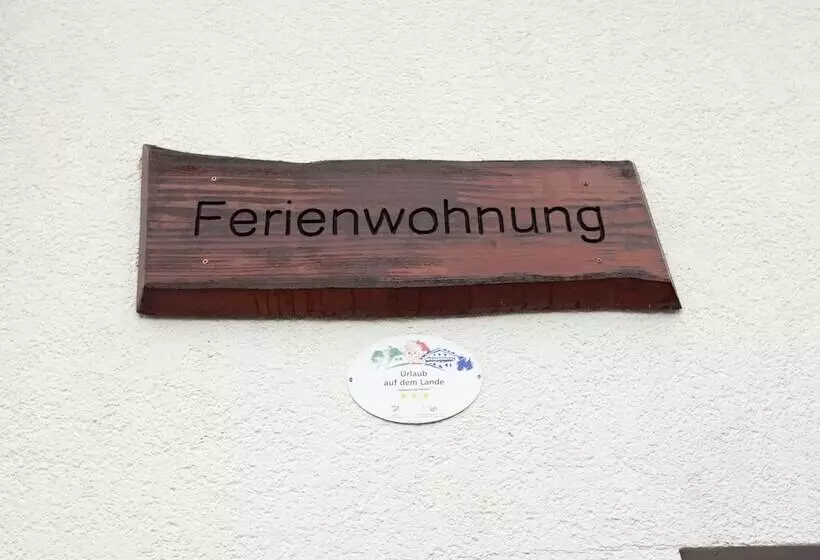 Ferienwohnung
Urlaub
auf dem Lande